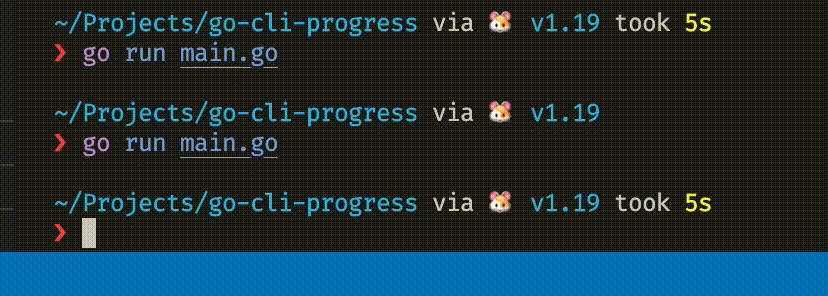 ~/Projects/go-cli-progress via 🐹 v1.19 took 5s
❯ go run main.go
~/Projects/go-cli-progress via 🐹 v1.19
❯ go run main.go
~/Projects/go-cli-progress via 🐹 v1.19 took 5s
❯